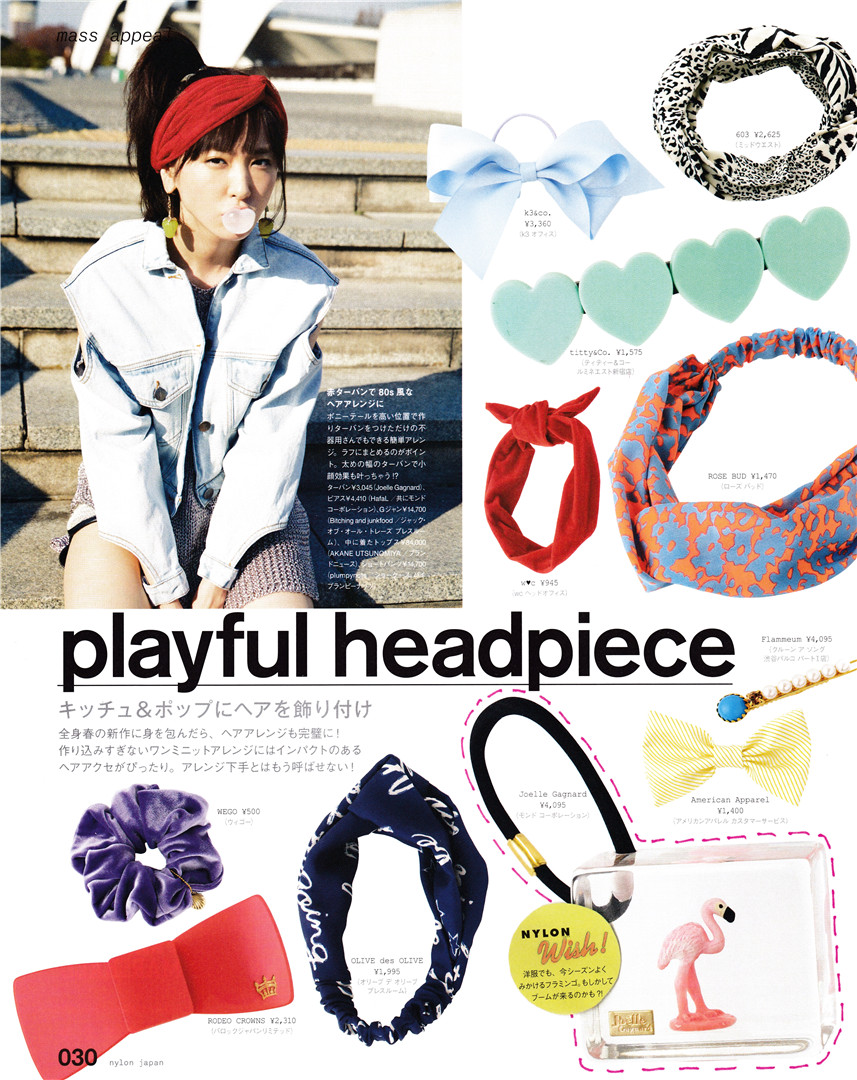 mass appeal
603 ¥2,625
(ミッドウエスト)
k3&co.
¥3,360
(k3 オフィス)
titty&Co. ¥1,575
(ティティー&コー
ルミネエスト新宿店)
赤ターバンで 80s 風な
ヘアアレンジに
ポニーテールを高い位置で作
りターバンをつけただけの不
器用さんでもできる簡単アレン
ジ。ラフにまとめるのがポイン
ト。太めの幅のターバンで小
顔効果も叶っちゃう!?
ターバン¥3,045(Joelle Gagnard)、
ピアス¥4,410(HafaL/共にモンド
コーポレーション)、Gジャン¥14,700
(Bitching and junkfood/ジャック・
オブ・オール・トレーズ プレスルー
ム)、中に着たトップス
(AKANE UTSUNOMIYA/ブラン
ドニュース)、ショートパンツ¥14,700
ROSE BUD ¥1,470
(ローズ バッド)
w♥c ¥945
(wc ヘッドオフィス)
playful headpiece
Flammeum ¥4,095
(クルーン ア ソング
渋谷パルコ パート1店)
キッチュ&ポップにヘアを飾り付け
全身春の新作に身を包んだら、ヘアアレンジも完璧に!
作り込みすぎないワンミニットアレンジにはインパクトのある
ヘアアクセがぴったり。アレンジ下手とはもう呼ばせない!
Joelle Gagnard
¥4,095
(モンド コーポレーション)
American Apparel
¥1,400
(アメリカンアパレル カスタマーサービス)
WEGO ¥500
(ウィゴー)
NYLON
Wish!
洋服でも、今シーズンよく
みかけるフラミンゴ。もしかして
ブームが来るのかも?!
OLIVE des OLIVE
¥1,995
(オリーブ デ オリーブ
プレスルーム)
RODEO CROWNS ¥2,310
(バロックジャパンリミテッド)
030 nylon japan